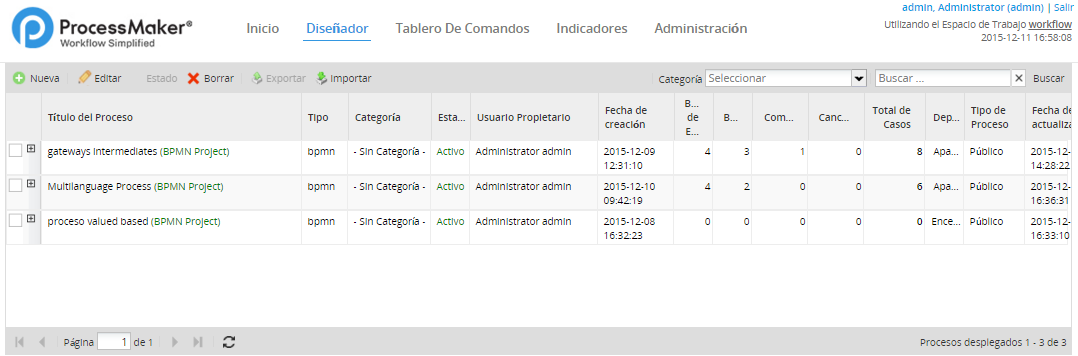 admin, Administrator (admin) | Salir
Utilizando el Espacio de Trabajo workflow
2015-12-11 16:58:08
ProcessMaker®
Workflow Simplified
Inicio Diseñador Tablero De Comandos Indicadores Administración
Nueva Editar Estado Borrar Exportar Importar Categoría Seleccionar Buscar ... Buscar
Título del Proceso Tipo Categoría Esta... Usuario Propietario Fecha de creación B... de E... B... Com... Canc... Total de Casos Dep... Tipo de Proceso Fecha de actualiza
gateways intermediates (BPMN Project) bpmn - Sin Categoría - Activo Administrator admin 2015-12-09 12:31:10 4 3 1 0 8 Apa... Público 2015-12- 14:28:22
Multilanguage Process (BPMN Project) bpmn - Sin Categoría - Activo Administrator admin 2015-12-10 09:42:19 4 2 0 0 6 Apa... Público 2015-12- 16:36:31
proceso valued based (BPMN Project) bpmn - Sin Categoría - Activo Administrator admin 2015-12-08 16:32:23 0 0 0 0 0 Ence... Público 2015-12- 16:33:10
Página 1 de 1 Procesos desplegados 1 - 3 de 3